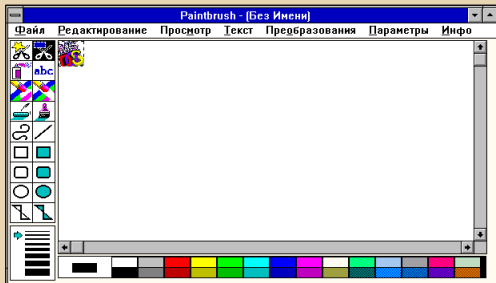 Paintbrush - (Без Имени)
Файл Редактирование Просмотр Текст Преобразования Параметры Инфо
abc